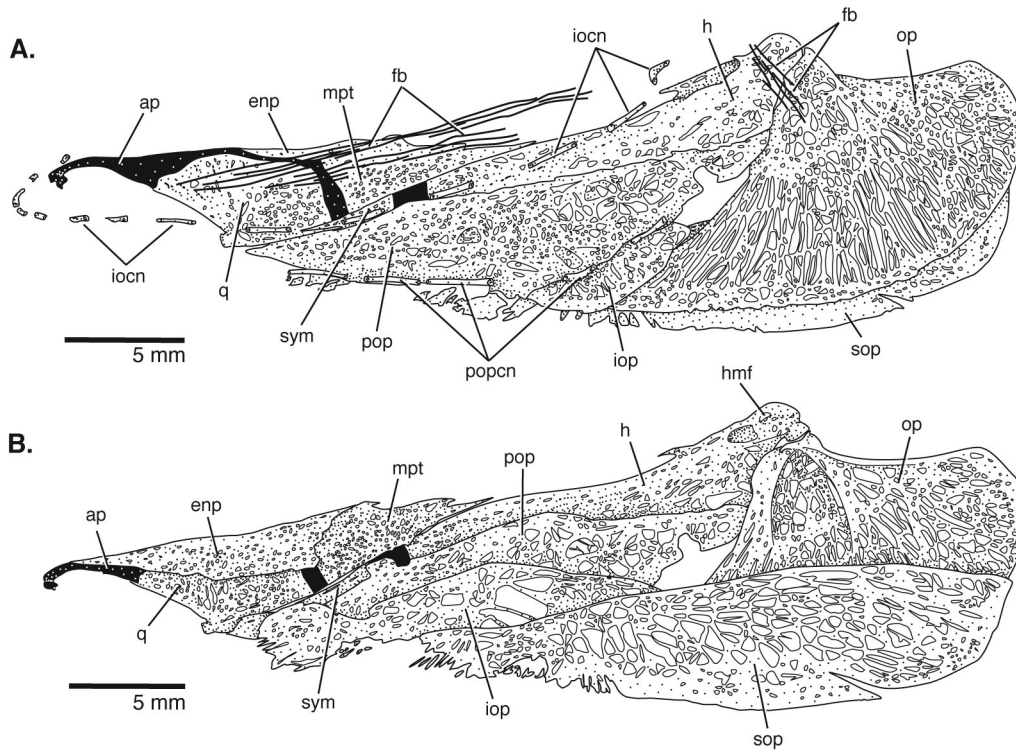 A.
iocn
h
fb
op
fb
mpt
enp
ap
iocn
q
sym
pop
popcn
iop
sop
5 mm
B.
hmf
op
h
pop
mpt
enp
ap
q
sym
iop
sop
5 mm